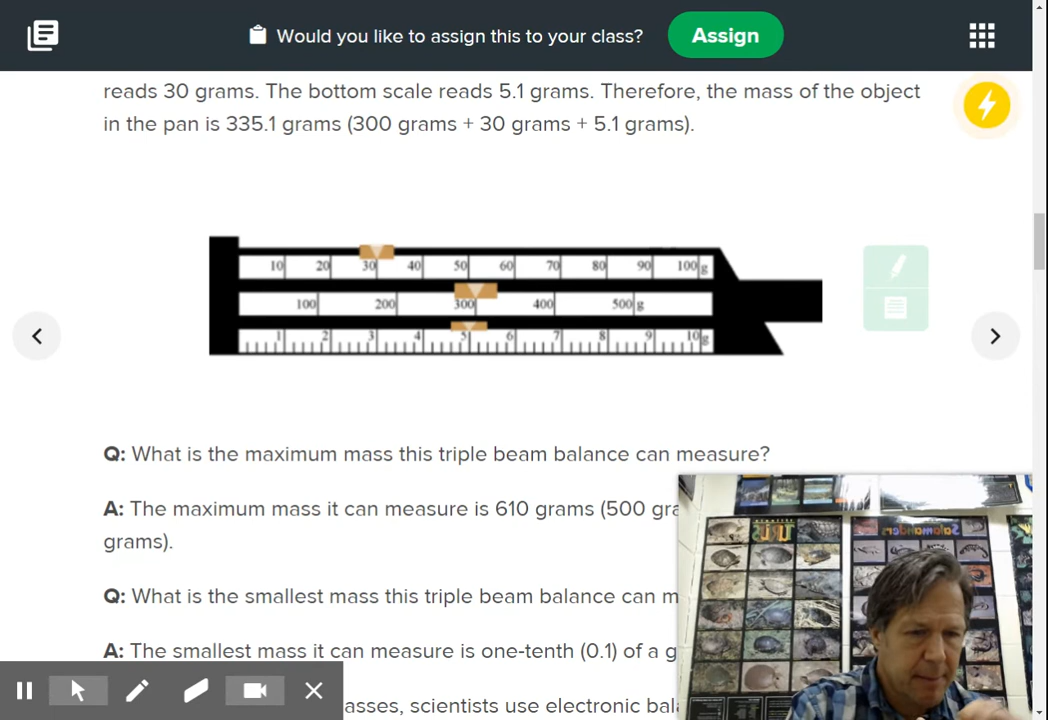 Would you like to assign this to your class? Assign
reads 30 grams. The bottom scale reads 5.1 grams. Therefore, the mass of the object
in the pan is 335.1 grams (300 grams + 30 grams + 5.1 grams).
10 20 30 40 50 60 70 80 90 100 g
100 200 300 400 500 g
1 2 3 4 5 6 7 8 9 10 g
Q: What is the maximum mass this triple beam balance can measure?
A: The maximum mass it can measure is 610 grams (500 gra
grams).
Q: What is the smallest mass this triple beam balance can m
A: The smallest mass it can measure is one-tenth (0.1) of a g
asses, scientists use electronic bal
Salamanders